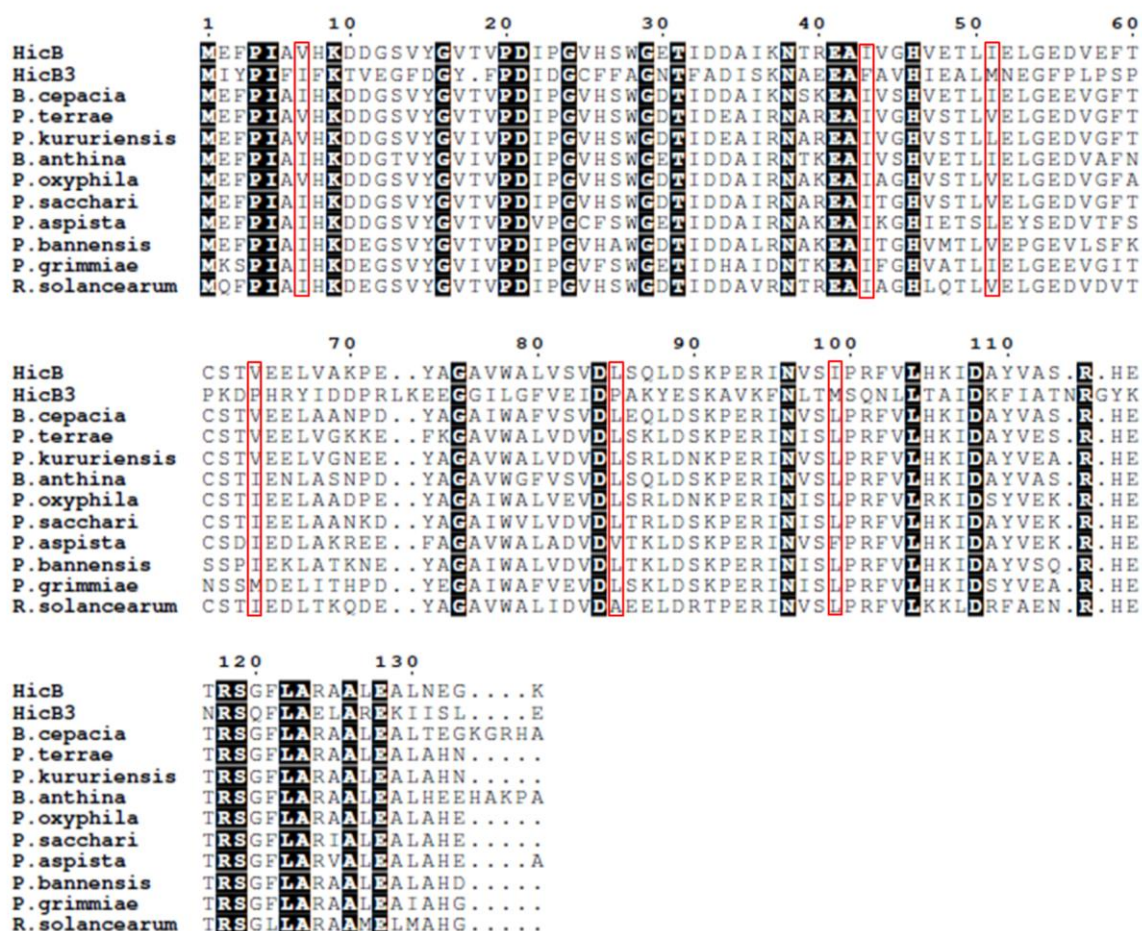 1 10 20 30 40 50 60
HicB MEFPIAVHKDDGSVYGVTVPDIPGVHSWGETIDDAIKNTREAIVGHVETLIELGEDVEFT
HicB3 MIYPIFIFKTVEGFDGY.FPDIDGCFFAGNTFADISKNAEEAFAVHIEALMNEGFPLPSP
B.cepacia MEFPIAIHKDDGSVYGVTVPDIPGVHSWGDTIDDAIKNSKEAIVSHVETLIELGEEVGFT
P.terrae MEFPIAVHKDDGSVYGVTVPDIPGVHSWGDTIDEAIRNAREAIVGHVSTLIELGEDVGFT
P.kururiensis MEFPIAVHKDDGSVYGVTVPDIPGVHSWGDTIDEAIRNAREAIVGHVSTLLELGEDVGFT
B.anthina MEFPIAIHKDDGTVYGVIVPDIPGVHSWGETIDDAIRNTKEAIVSHVETLIELGEDVAFN
P.oxyphila MEFPIAVHKDDGSVYGVTVPDIPGVHSWGDTIDDAIRNAKEAIAGHVSTLVELGEDVGFA
P.sacchari MEFPIAIHKDDGSVYGVTVPDIPGVHSWGDTIDDAIRNAREAITGHVSTLVELGEDVGFT
P.aspista MEFPIAIHKDDGSVYGVTVPDVPGCFSWGETIDDAIRNAKEAIKGHIETSLEYSEDVTFS
P.bannensis MEFPIAIHKDEGSVYGVTVPDIPGVHAWGDTIDDALRNAKEAITGHVMTLVEPGEVLSFK
P.grimmiae MKSPIAIHKDEGSVYGVIVPDIPGVFSWGETIDHAIDNTKEAIFGHVATLIELGEEVGIT
R.solancearum MQFPIAIHKDDGSVYGVTVPDIPGVHSWGETIDDAVRNTREAIAGHLQTLVELGEDVDVT
70 80 90 100 110
HicB CSTVEELVAKPE..YAGAVWALVSVDLSQLDSKPERINVSIPRFVLHKIDAYVAS.R.HE
HicB3 PKDPHRYIDDPRLKEEGGILGFVEIDPAKYESKAVKFNLTMSQNLLTAIDKFIATNRGYK
B.cepacia CSTVEELAANPD..YAGAIWAFVSVDLEQLDSKPERINVSLPRFVLHKIDAYVAS.R.HE
P.terrae CSTVEELVGKKE..FKGAVWALVDVDLSKLDSKPERINISLPRFVLHKIDAYVES.R.HE
P.kururiensis CSTVEELVGNEE..YAGAVWALVDVDLSRLDNKPERINVSLPRFVLHKIDAYVEA.R.HE
B.anthina CSTIENLASNPD..YAGAVWGFVSVDLSQLDSKPERINVSLPRFVLHKIDAYVAS.R.HE
P.oxyphila CSTIEELAADPE..YAGAIWALVEVDLSRLDNKPERINISLPRFVLRKIDSYVEK.R.HE
P.sacchari CSTIEELAANKD..YAGAIWVLVDVDLTRLDSKPERINISLPRFVLHKIDAYVEK.R.HE
P.aspista CSDIEDLAKREE..FAGAVWALADVDVTKLDSKPERINVSFPRFVLHKIDAYVEK.R.HE
P.bannensis SSPIEKLATKNE..YAGAIWALVDVDLTKLDSKPERINISLPRFVLHKIDAYVSQ.R.HE
P.grimmiae NSSMDELITHPD..YEGAIWAFVEVDLSKLDSKPERINISLPRFVLHKIDSYVEA.R.HE
R.solancearum CSTIEDLTKQDE..YAGAVWALIDVDAEELDRTPERINVSLPRFVLKKLDRFAEN.R.HE
120 130
HicB TRSGFLARAALEALNEG....K
HicB3 NRSQFLAELAREKIISL....E
B.cepacia TRSGFLARAALEALTEGKGRHA
P.terrae TRSGFLARAALEALAHN.....
P.kururiensis TRSGFLARAALEALAHN.....
B.anthina TRSGFLARAALEALHEEHAKPA
P.oxyphila TRSGFLARAALEALAHE.....
P.sacchari TRSGFLARIALEALAHE.....
P.aspista TRSGFLARVALEALAHE....A
P.bannensis TRSGFLARAALEALAHD.....
P.grimmiae TRSGFLARAALEAIAHG.....
R.solancearum TRSGLLARAAMELMAHG.....